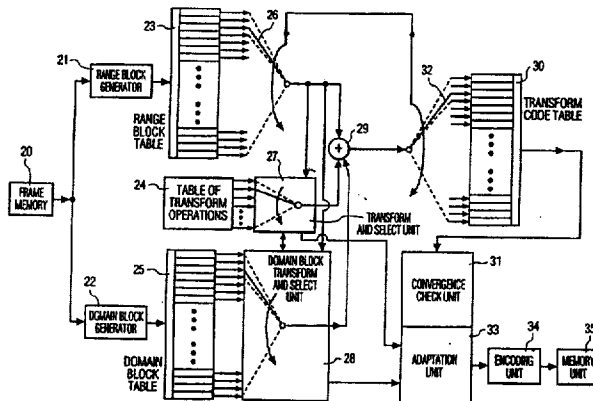 23
26
21
RANGE BLOCK
GENERATOR
RANGE BLOCK
TABLE
20
FRAME
MEMORY
24
TABLE OF
TRANSFORM
OPERATIONS
27
29
+
TRANSFORM
AND SELECT UNIT
32
30
TRANSFORM
CODE TABLE
25
22
DOMAIN BLOCK
GENERATOR
DOMAIN
BLOCK
TABLE
DOMAIN BLOCK
TRANSFORM
AND SELECT
UNIT
28
31
CONVERGENCE
CHECK UNIT
33
ADAPTATION
UNIT
34
ENCODING
UNIT
35
MEMORY
UNIT